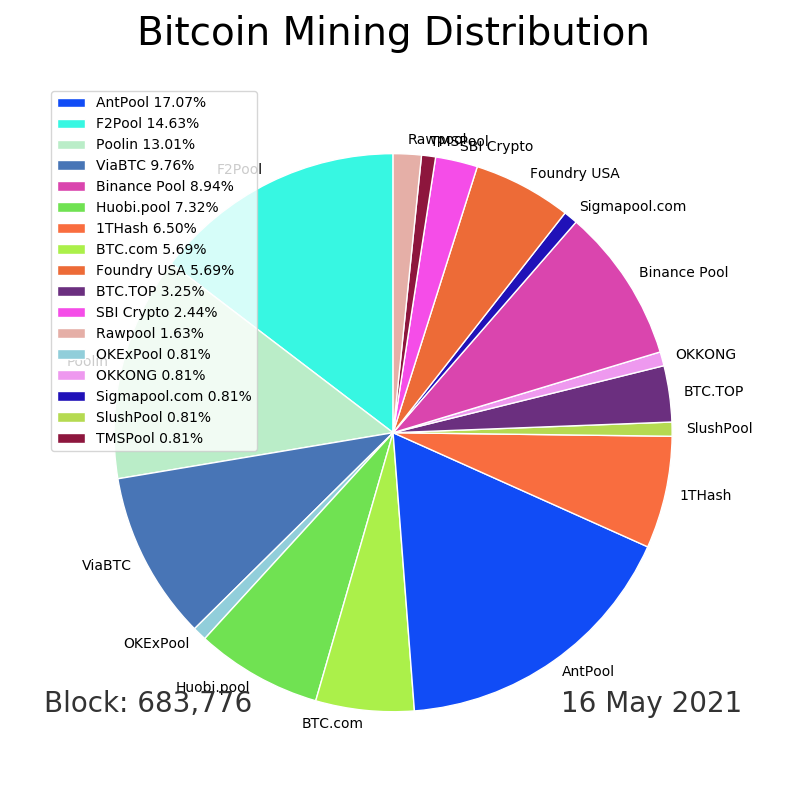 Bitcoin Mining Distribution
AntPool 17.07%
F2Pool 14.63%
Poolin 13.01%
ViaBTC 9.76%
Binance Pool 8.94%
Huobi.pool 7.32%
1THash 6.50%
BTC.com 5.69%
Foundry USA 5.69%
BTC.TOP 3.25%
SBI Crypto 2.44%
Rawpool 1.63%
OKExPool 0.81%
OKKONG 0.81%
Sigmapool.com 0.81%
SlushPool 0.81%
TMSPool 0.81%
Rawpool
TMSPool
SBI Crypto
Foundry USA
Sigmapool.com
Binance Pool
OKKONG
BTC.TOP
SlushPool
1THash
AntPool
BTC.com
Huobi.pool
OKExPool
ViaBTC
Poolin
F2Pool
Block: 683,776
16 May 2021